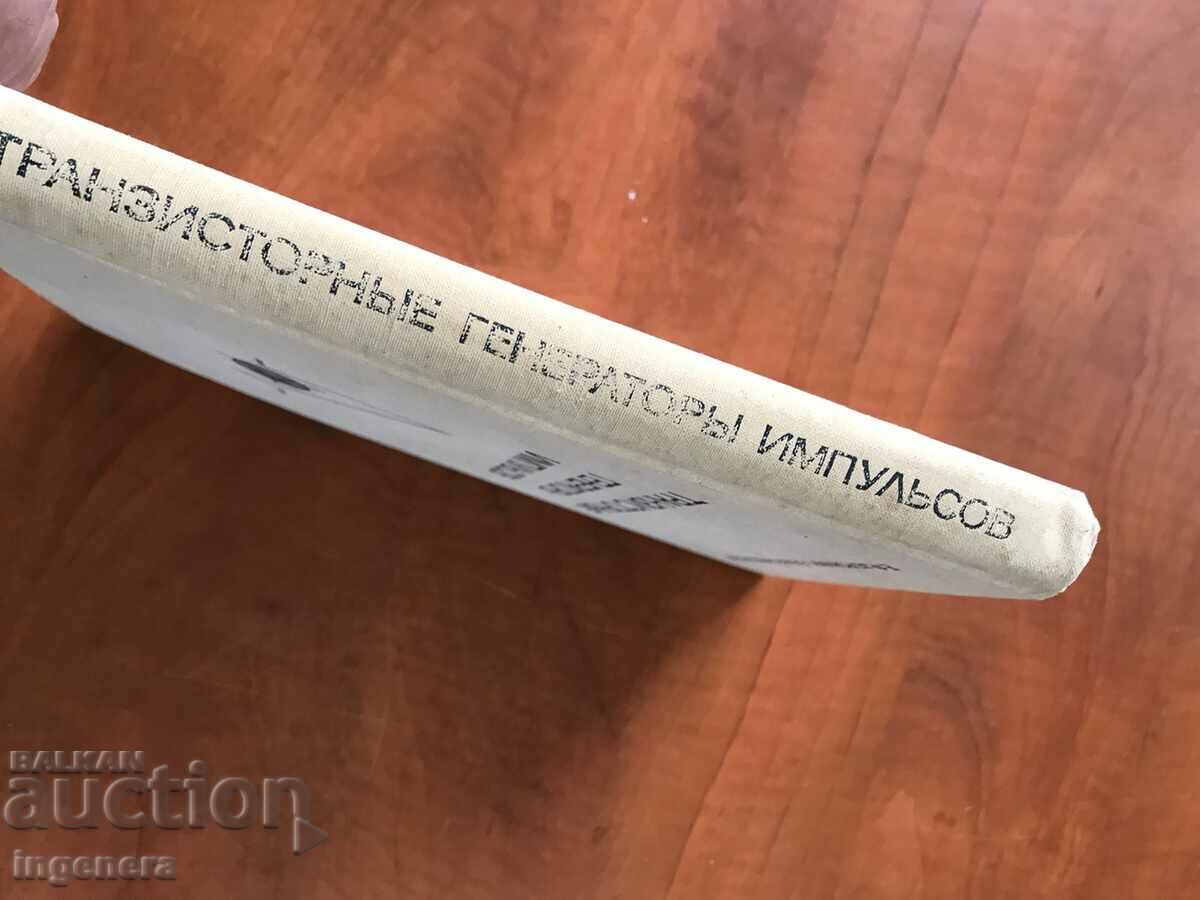 ТРАНЗИСТОРНЫЕ ГЕНЕРАТОРЫ ИМПУЛЬСОВ
BALKAN
auction
ingenera